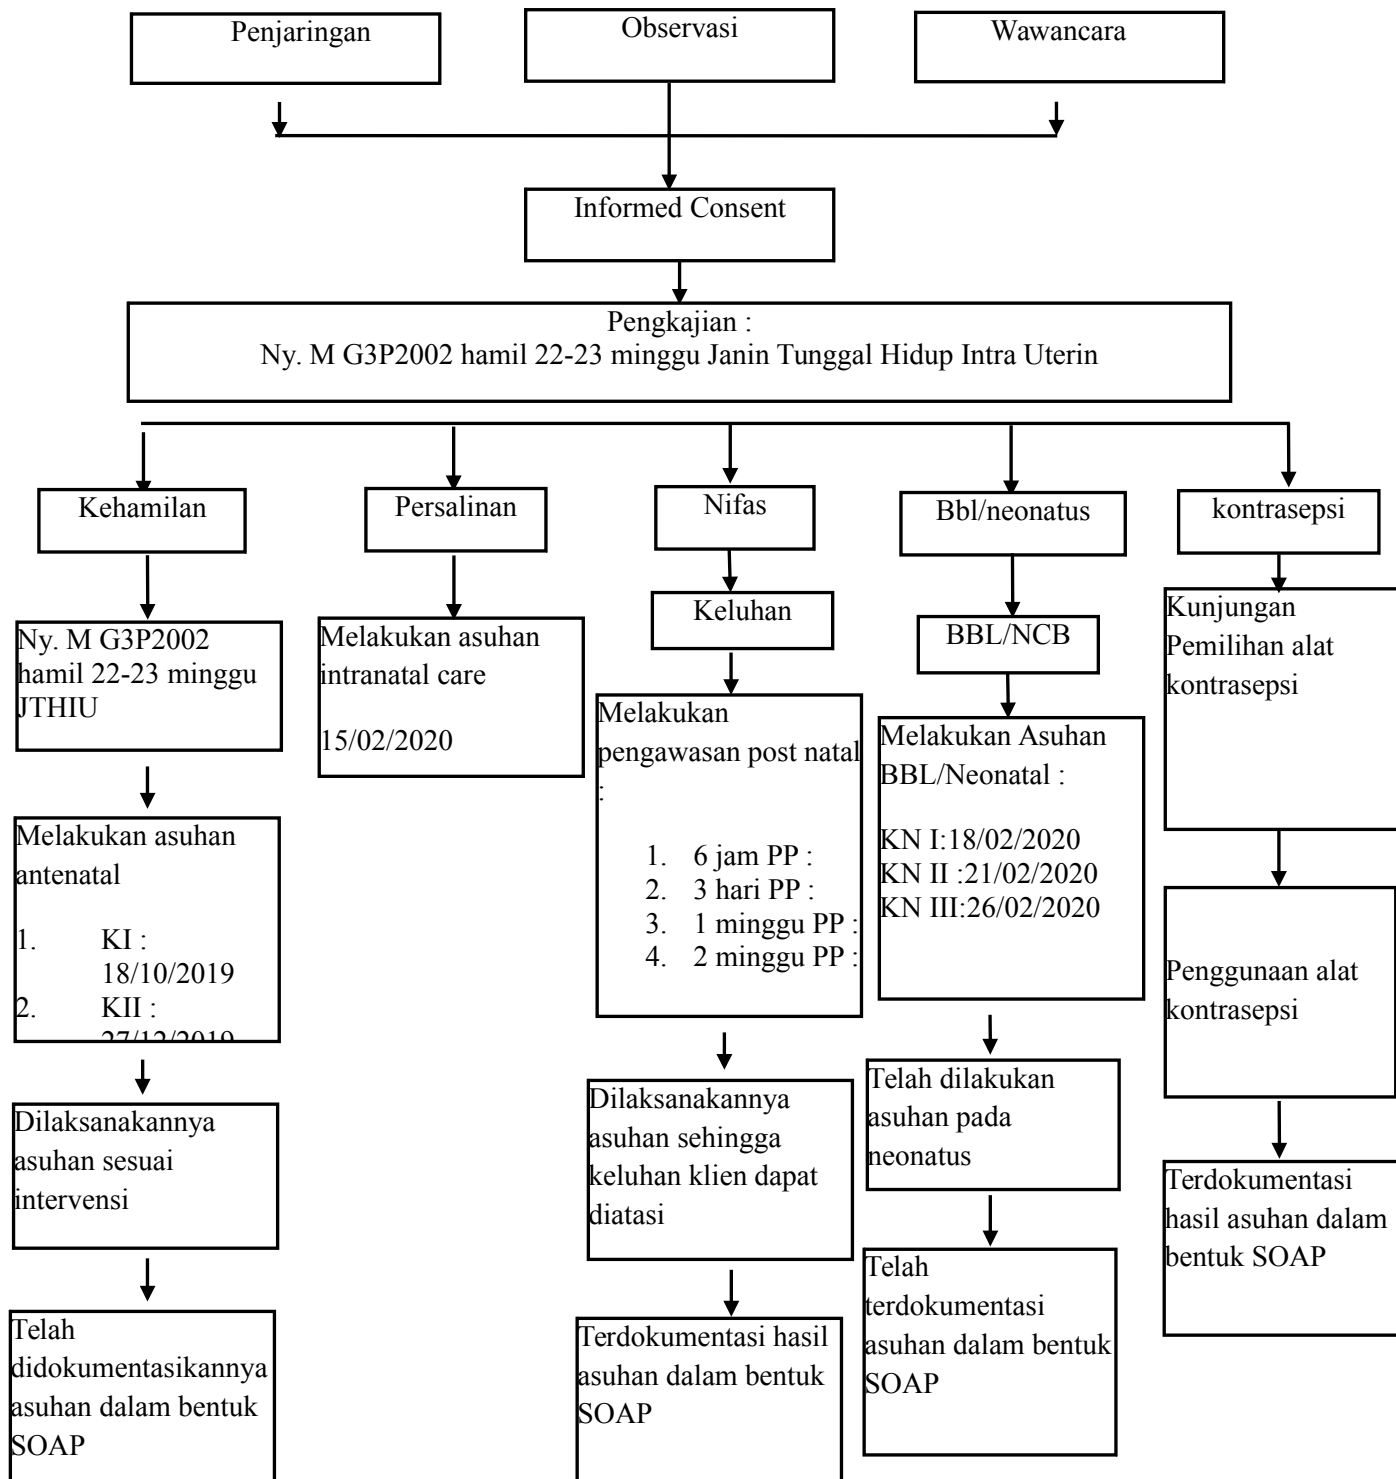 Penjaringan
Observasi
Wawancara
Informed Consent
Pengkajian :
Ny. M G3P2002 hamil 22-23 minggu Janin Tunggal Hidup Intra Uterin
Kehamilan
Persalinan
Nifas
Bbl/neonatus
kontrasepsi
Ny. M G3P2002
hamil 22-23 minggu
JTHIU
Melakukan asuhan
antenatal
1. KI :
18/10/2019
2. KII :
27/12/2019
Dilaksanakannya
asuhan sesuai
intervensi
Telah
didokumentasikannya
asuhan dalam bentuk
SOAP
Melakukan asuhan
intranatal care
15/02/2020
Keluhan
Melakukan
pengawasan post natal
:
1. 6 jam PP :
2. 3 hari PP :
3. 1 minggu PP :
4. 2 minggu PP :
Dilaksanakannya
asuhan sehingga
keluhan klien dapat
diatasi
Terdokumentasi hasil
asuhan dalam bentuk
SOAP
BBL/NCB
Melakukan Asuhan
BBL/Neonatal :
KN I:18/02/2020
KN II :21/02/2020
KN III:26/02/2020
Telah dilakukan
asuhan pada
neonatus
Telah
terdokumentasi
asuhan dalam bentuk
SOAP
Kunjungan
Pemilihan alat
kontrasepsi
Penggunaan alat
kontrasepsi
Terdokumentasi
hasil asuhan dalam
bentuk SOAP